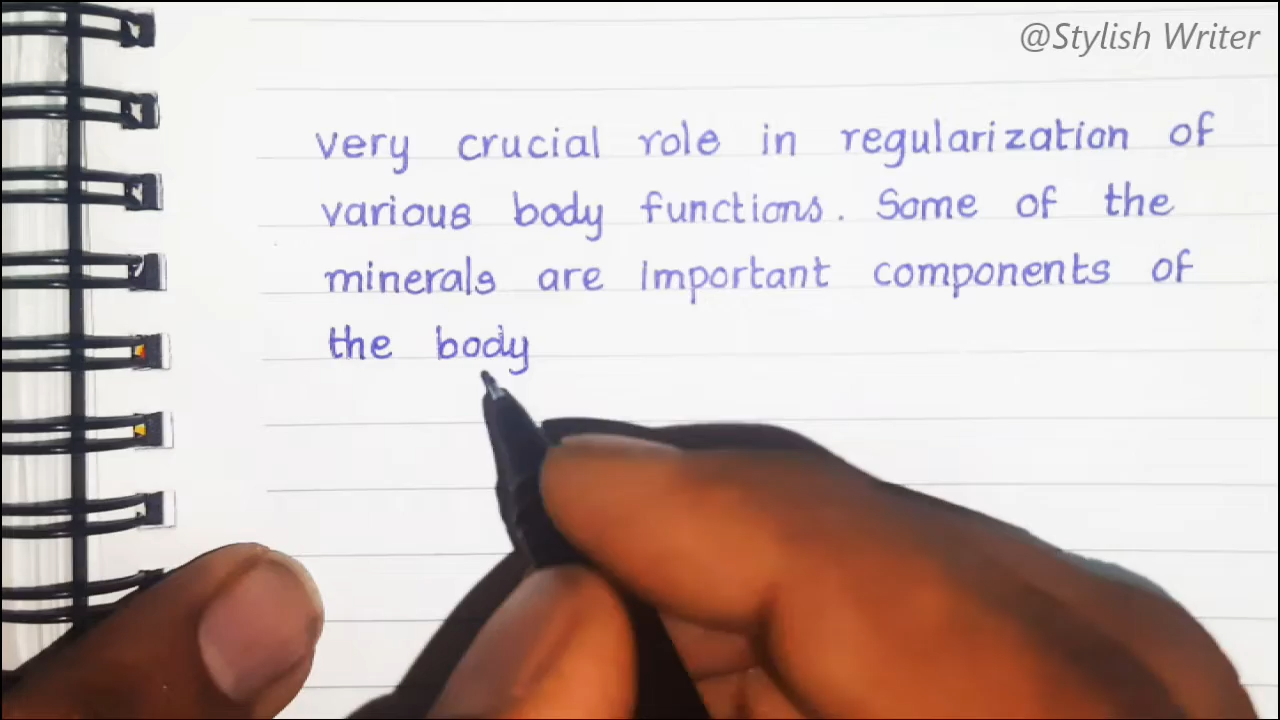 @Stylish Writer
very crucial role in regularization of
various body functions. Some of the
minerals are Important components of
the body